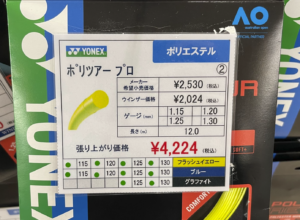 AO
YONEX
YONEX
ポリエステル
ポリツアー プロ
②
メーカー希望小売価格 ¥2,530 (税込)
ウインザー価格 ¥2,024 (税込)
ゲージ(mm) 1.15 1.20
1.25 1.30
長さ(m) 12.0
張り上がり価格 ¥4,224 (税込)
115 120 125 130 フラッシュイエロー
115 120 125 130 ブルー
125 130 グラファイト